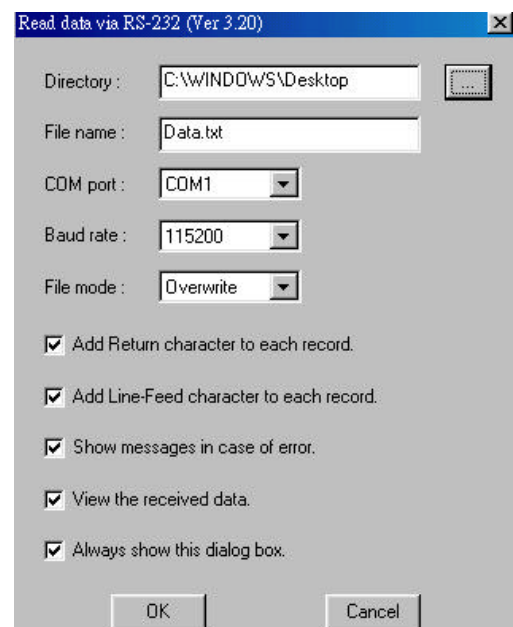 Read data via RS-232 (Ver 3.20)
Directory : C:\WINDOWS\Desktop ...
File name : Data.txt
COM port : COM1
Baud rate : 115200
File mode : Overwrite
Add Return character to each record.
Add Line-Feed character to each record.
Show messages in case of error.
View the received data.
Always show this dialog box.
OK Cancel